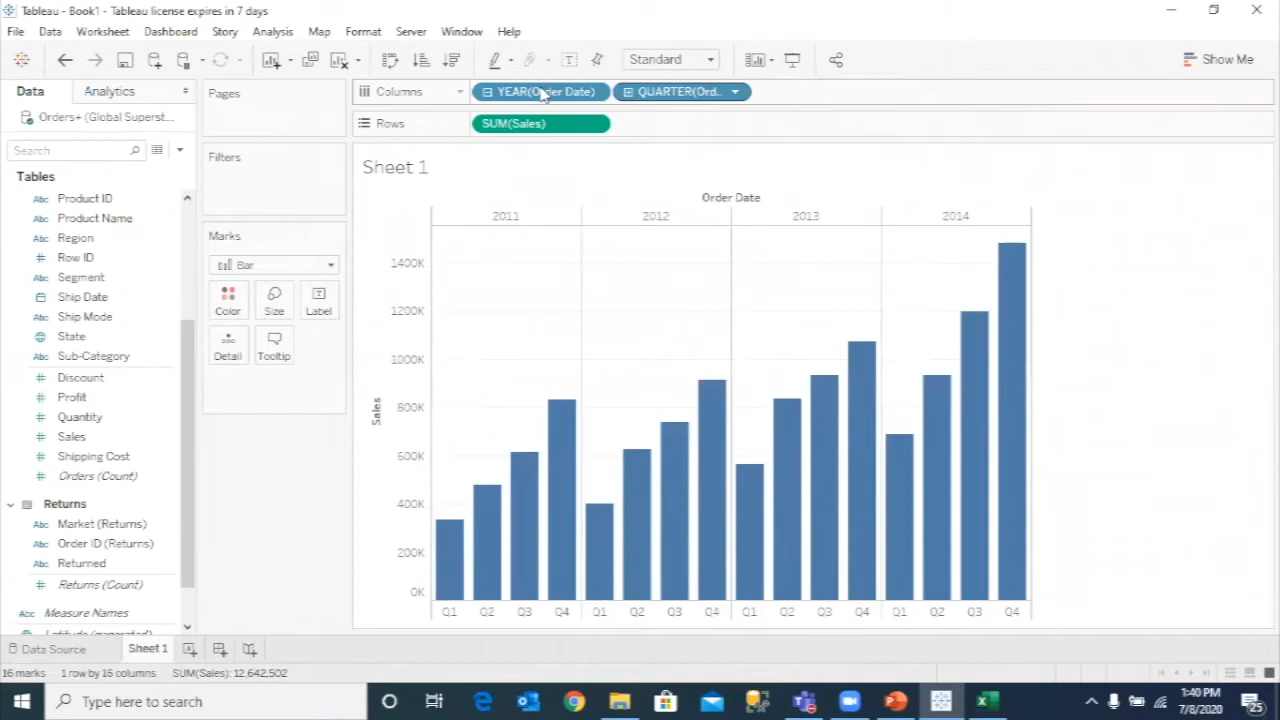 Tableau - Book1 - Tableau license expires in 7 days
File Data Worksheet Dashboard Story Analysis Map Format Server Window Help
Standard
Show Me
Data Analytics
Orders+ (Global Superst...
Search
Tables
Product ID
Product Name
Region
Row ID
Segment
Ship Date
Ship Mode
State
Sub-Category
Discount
Profit
Quantity
Sales
Shipping Cost
Orders (Count)
Returns
Market (Returns)
Order ID (Returns)
Returned
Returns (Count)
Measure Names
Latitude (generated)
Pages
Filters
Marks
Bar
Color Size Label
Detail Tooltip
Columns YEAR(Order Date) QUARTER(Ord..
Rows SUM(Sales)
Sheet 1
Order Date
2011 2012 2013 2014
1400K
1200K
1000K
800K
600K
400K
200K
0K
Sales
Q1 Q2 Q3 Q4 Q1 Q2 Q3 Q4 Q1 Q2 Q3 Q4 Q1 Q2 Q3 Q4
Data Source Sheet 1
16 marks 1 row by 16 columns SUM(Sales): 12,642,502
Type here to search
1:40 PM
7/8/2020
25